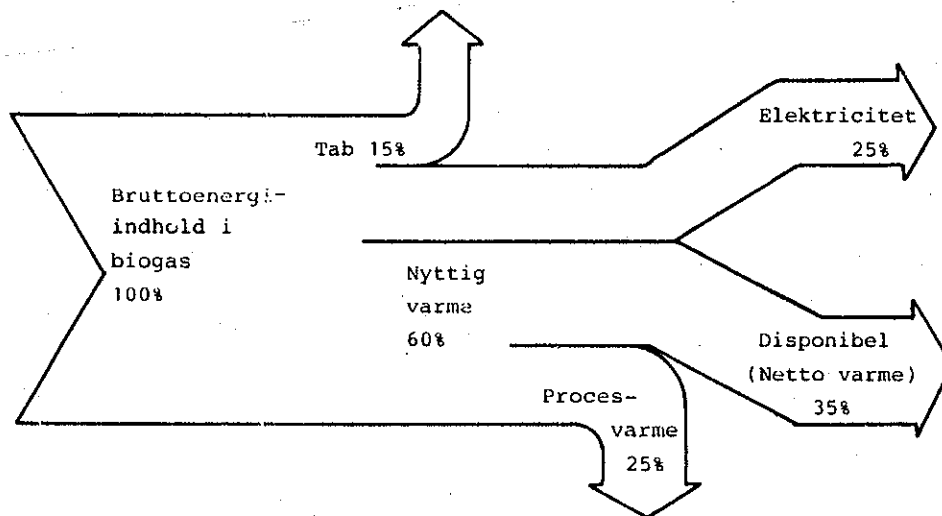 Elektricitet
25%
Tab 15%
Bruttoenergi-
indhold i
biogas
100%
Nyttig
varme
60%
Disponibel
(Netto varme)
35%
Proces-
varme
25%